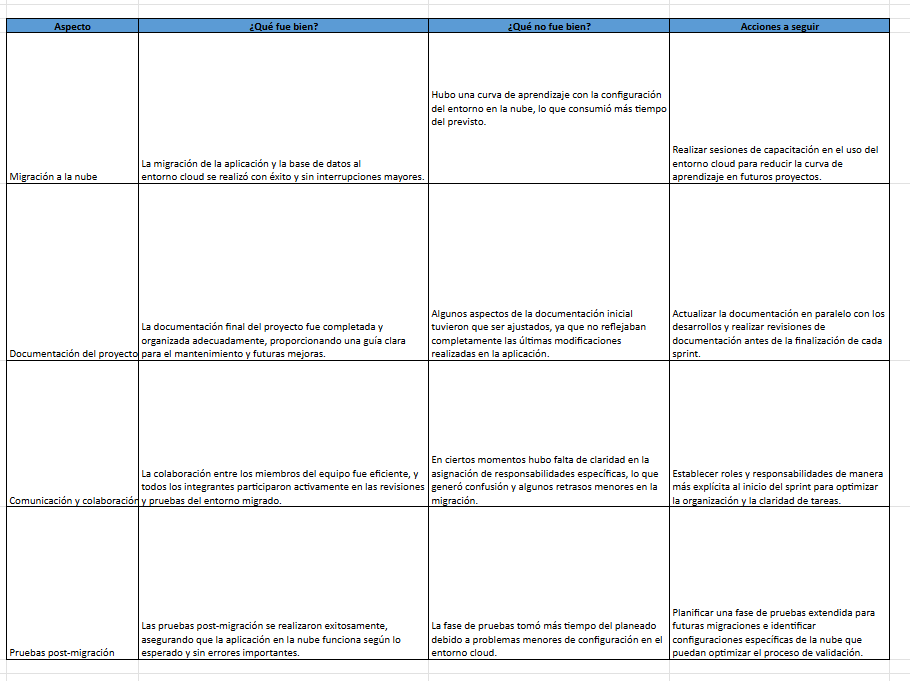 Aspecto
¿Qué fue bien?
¿Qué no fue bien?
Acciones a seguir
Migración a la nube
La migración de la aplicación y la base de datos al
entorno cloud se realizó con éxito y sin interrupciones mayores.
Hubo una curva de aprendizaje con la configuración
del entorno en la nube, lo que consumió más tiempo
del previsto.
Realizar sesiones de capacitación en el uso del
entorno cloud para reducir la curva de
aprendizaje en futuros proyectos.
Documentación del proyecto
La documentación final del proyecto fue completada y
organizada adecuadamente, proporcionando una guía clara
para el mantenimiento y futuras mejoras.
Algunos aspectos de la documentación inicial
tuvieron que ser ajustados, ya que no reflejaban
completamente las últimas modificaciones
realizadas en la aplicación.
Actualizar la documentación en paralelo con los
desarrollos y realizar revisiones de
documentación antes de la finalización de cada
sprint.
Comunicación y colaboración
La colaboración entre los miembros del equipo fue eficiente, y
todos los integrantes participaron activamente en las revisiones
y pruebas del entorno migrado.
En ciertos momentos hubo falta de claridad en la
asignación de responsabilidades específicas, lo que
generó confusión y algunos retrasos menores en la
migración.
Establecer roles y responsabilidades de manera
más explícita al inicio del sprint para optimizar
la organización y la claridad de tareas.
Pruebas post-migración
Las pruebas post-migración se realizaron exitosamente,
asegurando que la aplicación en la nube funciona según lo
esperado y sin errores importantes.
La fase de pruebas tomó más tiempo del planeado
debido a problemas menores de configuración en el
entorno cloud.
Planificar una fase de pruebas extendida para
futuras migraciones e identificar
configuraciones específicas de la nube que
puedan optimizar el proceso de validación.